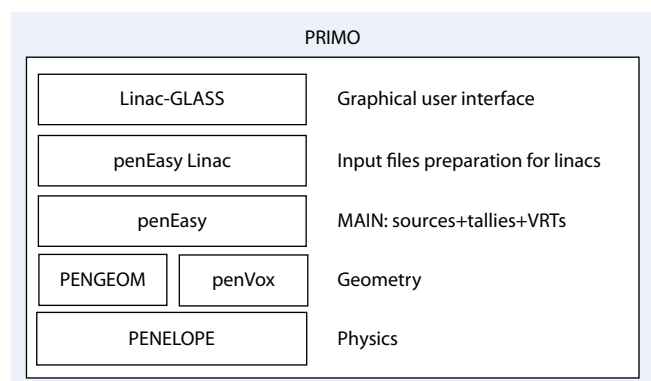 PRIMO
Linac-GLASS Graphical user interface
penEasy Linac Input files preparation for linacs
penEasy MAIN: sources+tallies+VRTs
PENGEOM penVox Geometry
PENELOPE Physics